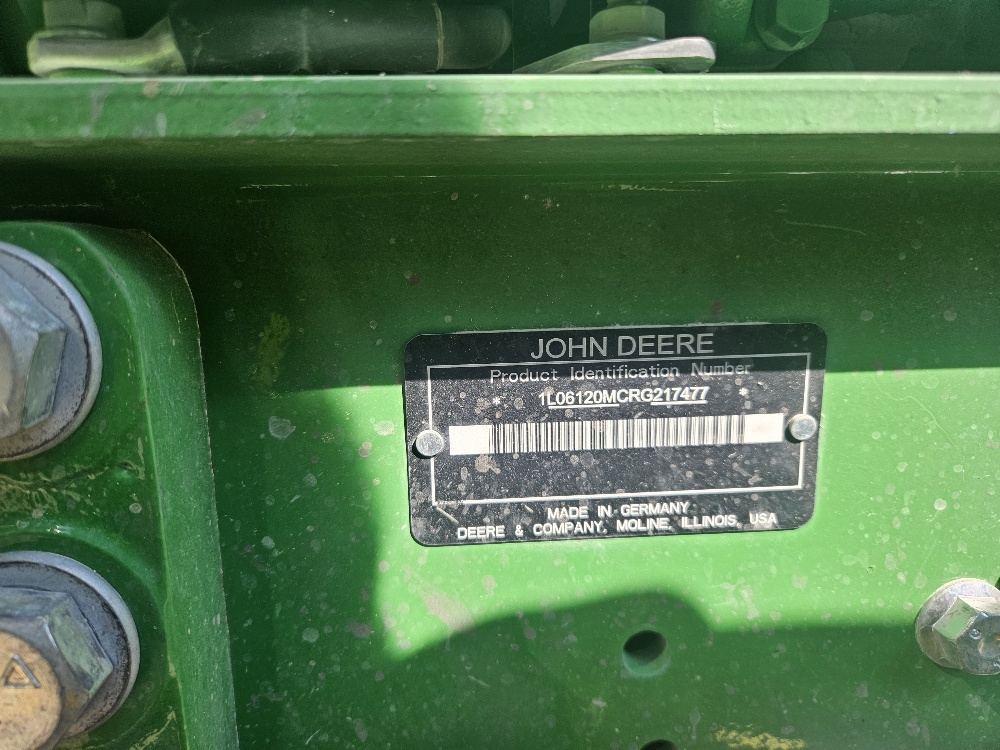 JOHN DEERE
Product Identification Number
* 1L06120MCRG217477 *
MADE IN GERMANY
DEERE & COMPANY, MOLINE, ILLINOIS, USA